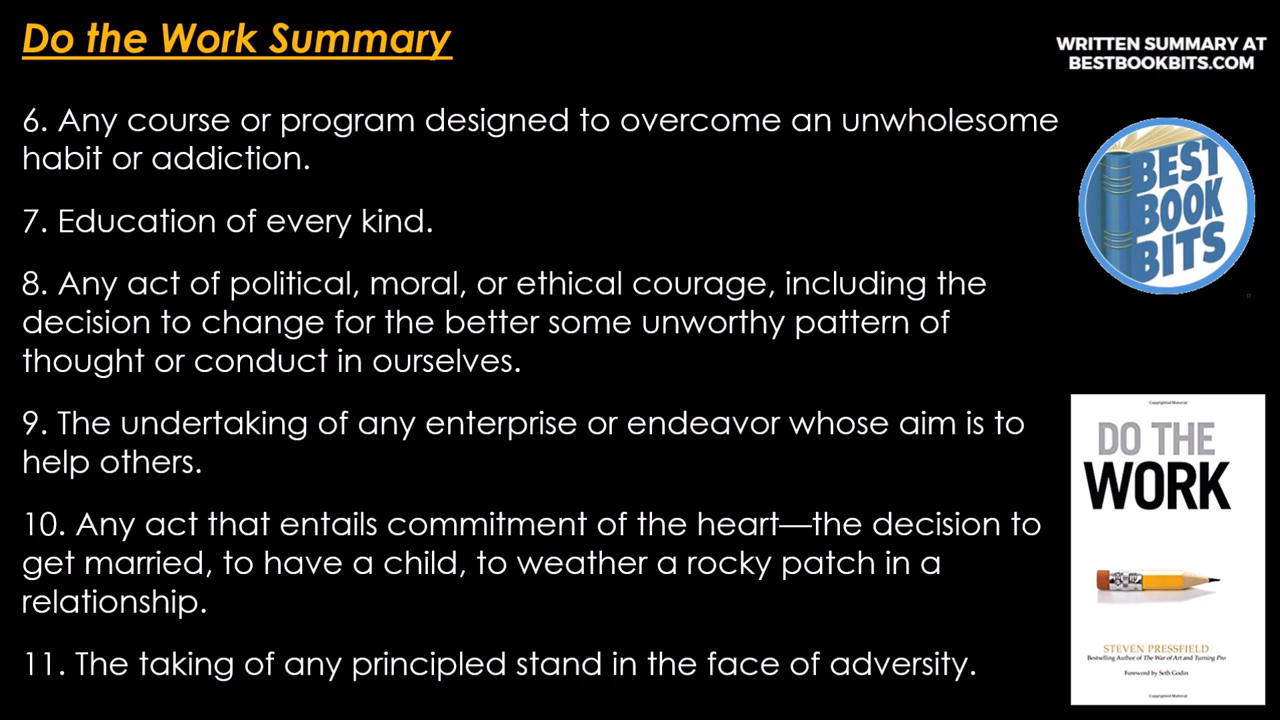 Do the Work Summary
WRITTEN SUMMARY AT
BESTBOOKBITS.COM
6. Any course or program designed to overcome an unwholesome
habit or addiction.
7. Education of every kind.
8. Any act of political, moral, or ethical courage, including the
decision to change for the better some unworthy pattern of
thought or conduct in ourselves.
9. The undertaking of any enterprise or endeavor whose aim is to
help others.
10. Any act that entails commitment of the heart—the decision to
get married, to have a child, to weather a rocky patch in a
relationship.
11. The taking of any principled stand in the face of adversity.
BEST
BOOK
BITS
Copyrighted Material
DO THE
WORK
STEVEN PRESSFIELD
Bestselling Author of The War of Art and Turning Pro
Foreword by Seth Godin
Copyrighted Material